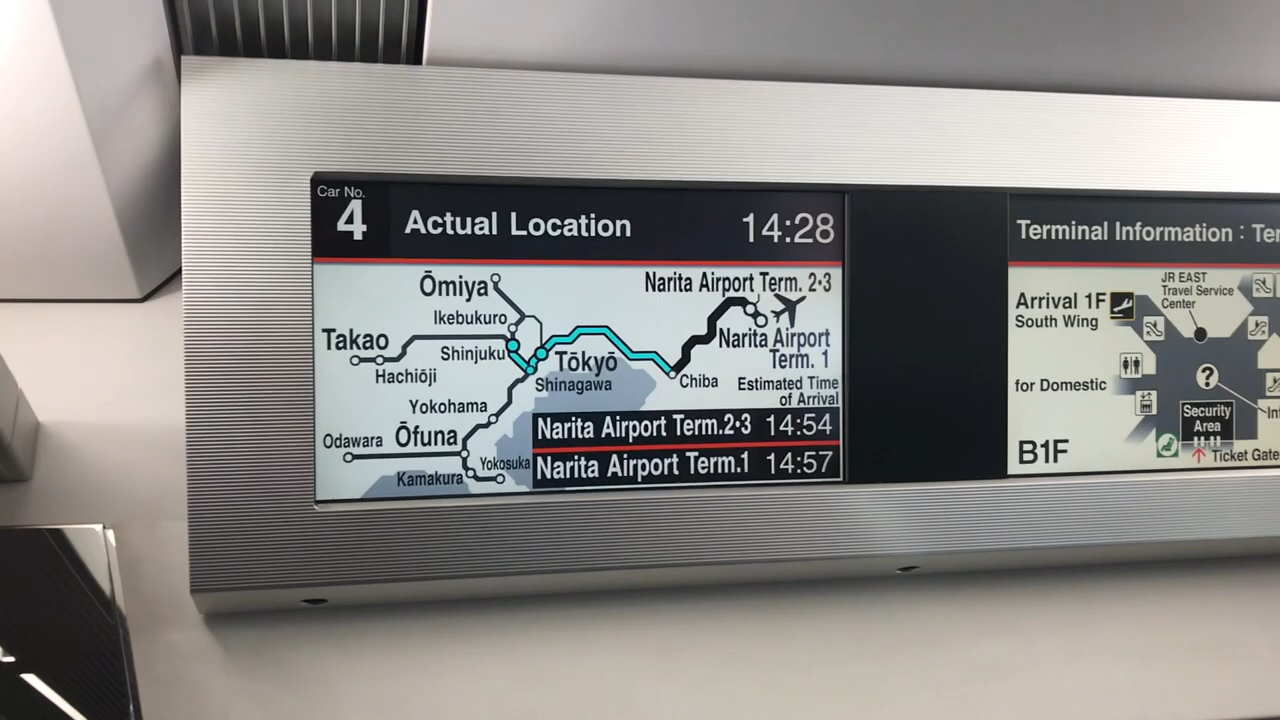 Car No.
4
Actual Location
14:28
Ōmiya
Ikebukuro
Takao
Hachiōji
Shinjuku
Tōkyō
Shinagawa
Yokohama
Odawara
Ōfuna
Kamakura
Yokosuka
Chiba
Narita Airport Term. 2•3
Narita Airport
Term. 1
Estimated Time
of Arrival
Narita Airport Term.2•3 14:54
Narita Airport Term.1 14:57
Terminal Information : Ter
JR EAST
Travel Service
Center
Arrival 1F
South Wing
for Domestic
?
Security
Area
B1F
Ticket Gate